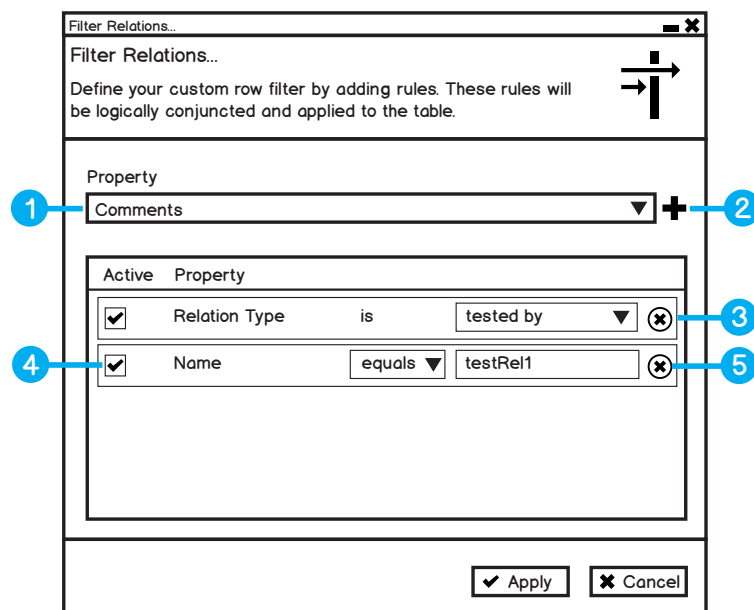 Filter Relations...
Filter Relations...
Define your custom row filter by adding rules. These rules will
be logically conjuncted and applied to the table.
Property
1
Comments
2
Active Property
Relation Type is tested by
3
4
Name equals testRel1
5
Apply Cancel